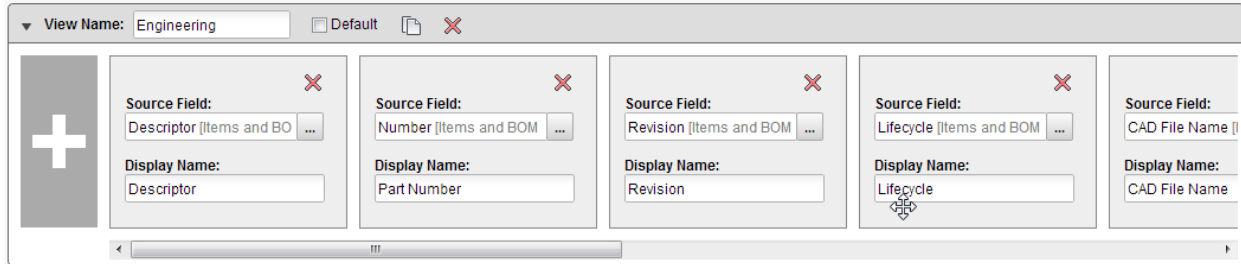 View Name: Engineering Default
Source Field: Source Field: Source Field: Source Field: Source Field:
Descriptor [Items and BO ... Number [Items and BOM ... Revision [Items and BOM ... Lifecycle [Items and BOM ... CAD File Name [I
Display Name: Display Name: Display Name: Display Name: Display Name:
Descriptor Part Number Revision Lifecycle CAD File Name